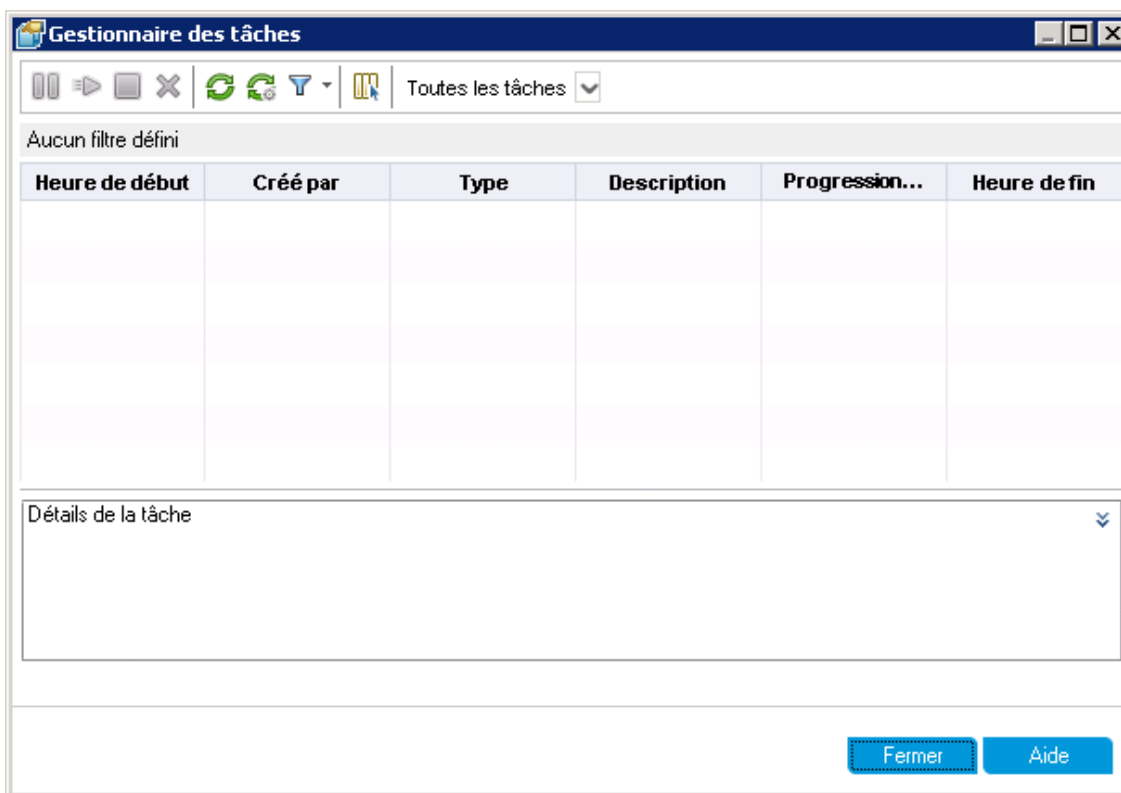 Gestionnaire des tâches
Toutes les tâches
Aucun filtre défini
Heure de début Créé par Type Description Progression... Heure de fin
Détails de la tâche
Fermer Aide